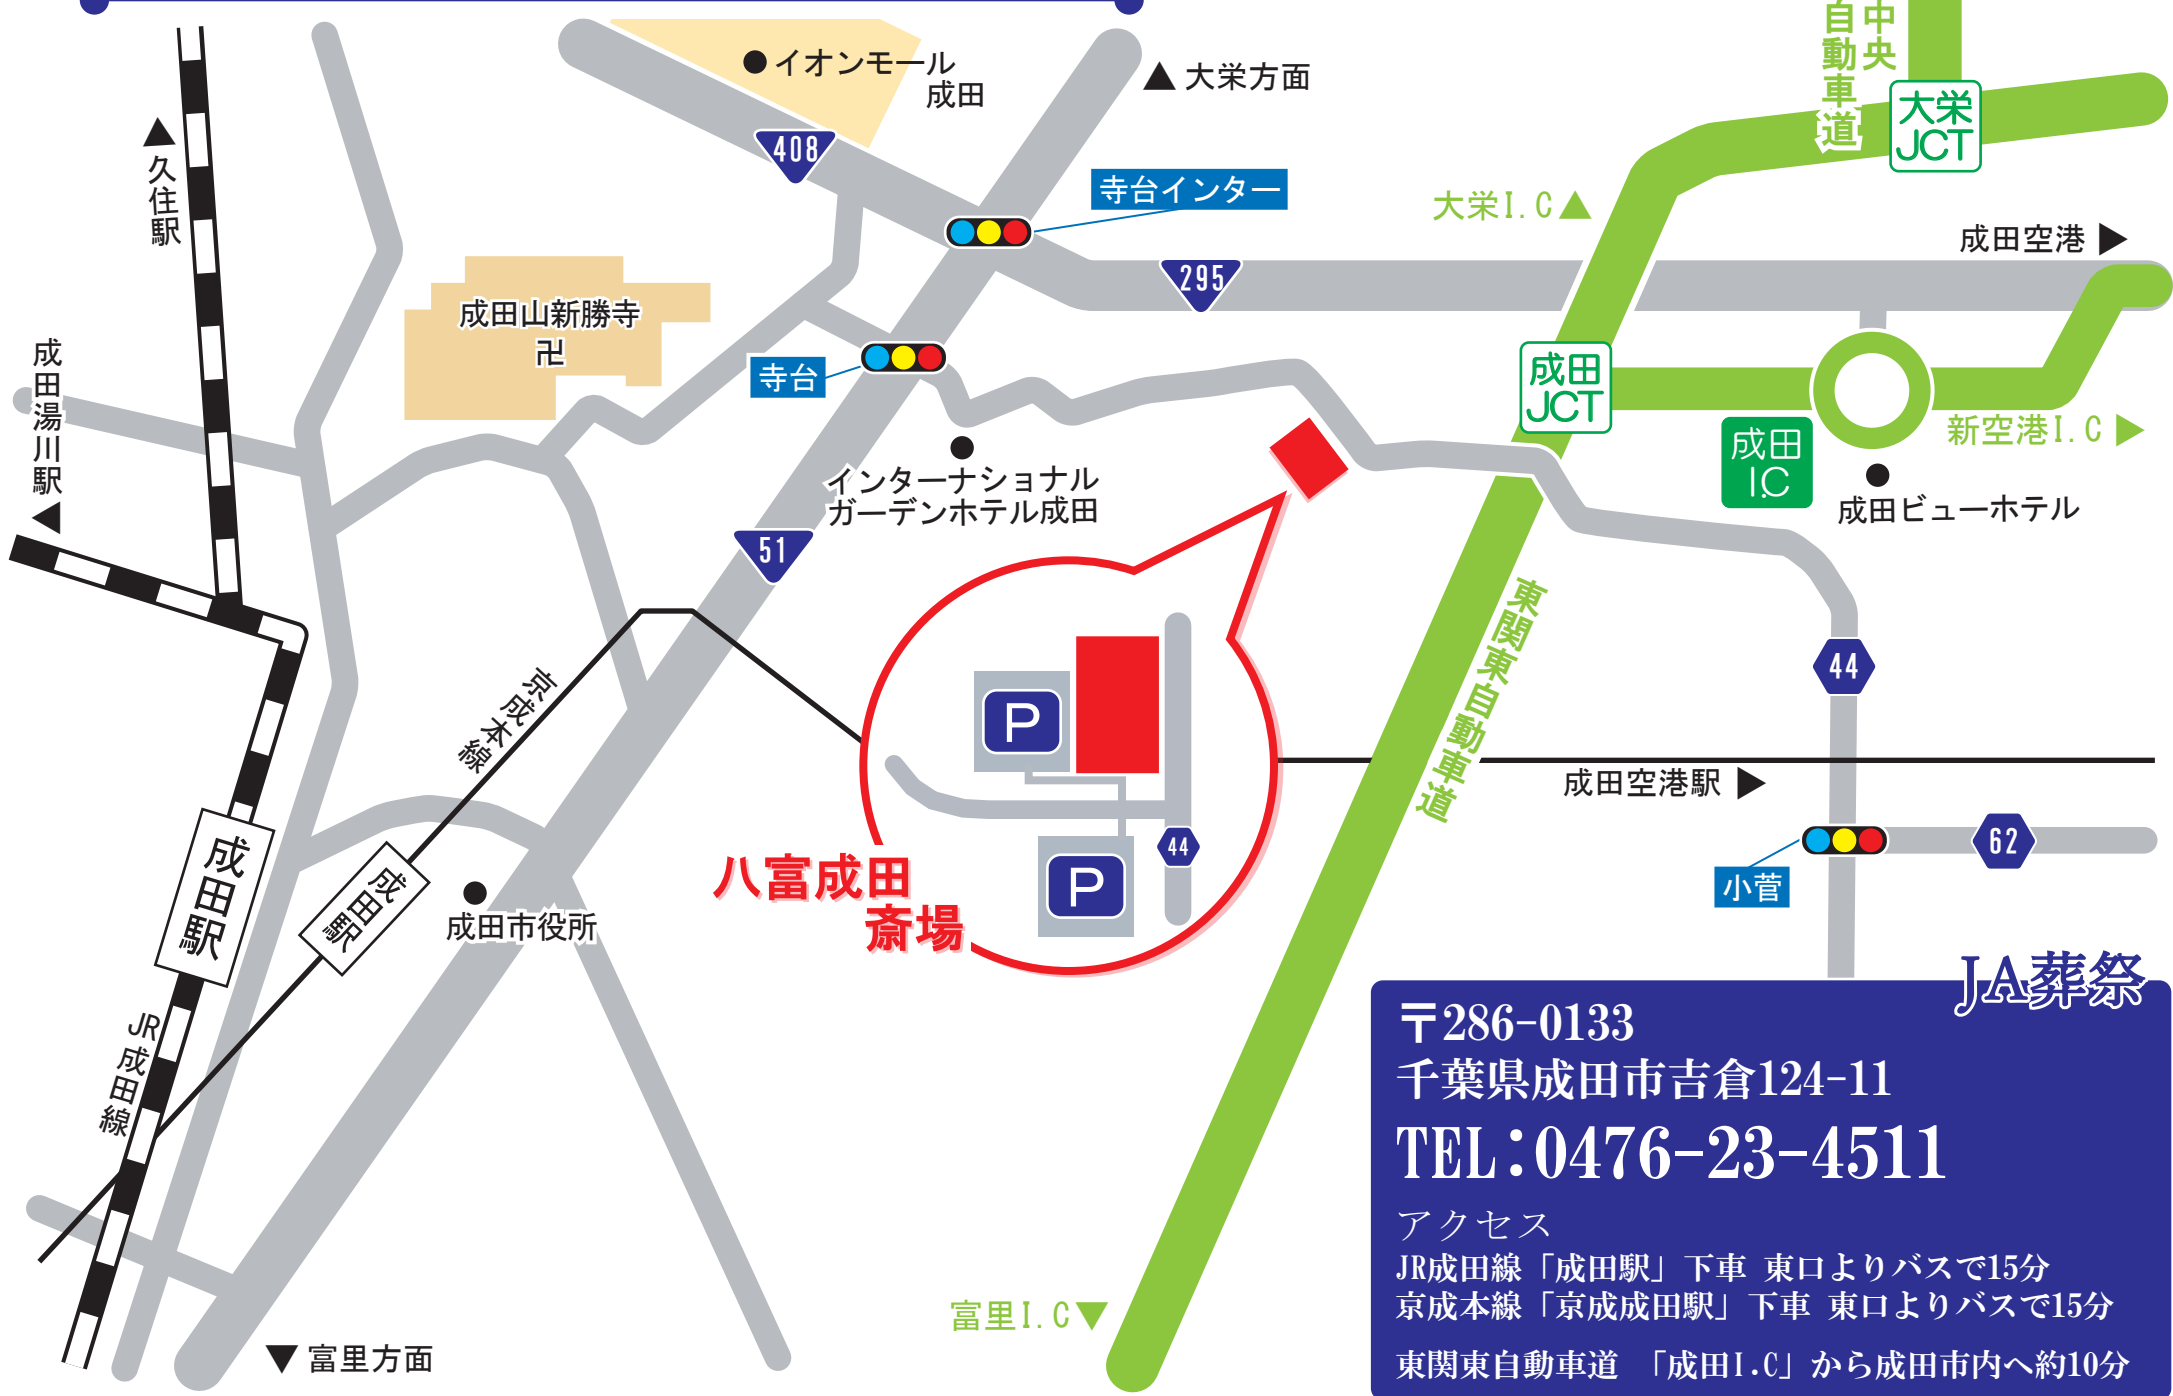 中央
自動車道
イオンモール
成田
大栄方面
大栄
JCT
久住駅
408
寺台インター
大栄I.C
成田空港
295
成田山新勝寺
卍
成田湯川駅
寺台
成田
JCT
成田
I.C
新空港I.C
インターナショナル
ガーデンホテル成田
成田ビューホテル
51
東関東自動車道
44
京成本線
P
成田空港駅
成田駅
成田駅
八富成田
斎場
44
P
62
小菅
成田市役所
JR成田線
JA葬祭
〒286-0133
千葉県成田市吉倉124-11
TEL:0476-23-4511
アクセス
JR成田線「成田駅」下車 東口よりバスで15分
京成本線「京成成田駅」下車 東口よりバスで15分
東関東自動車道 「成田I.C」から成田市内へ約10分
富里I.C
富里方面